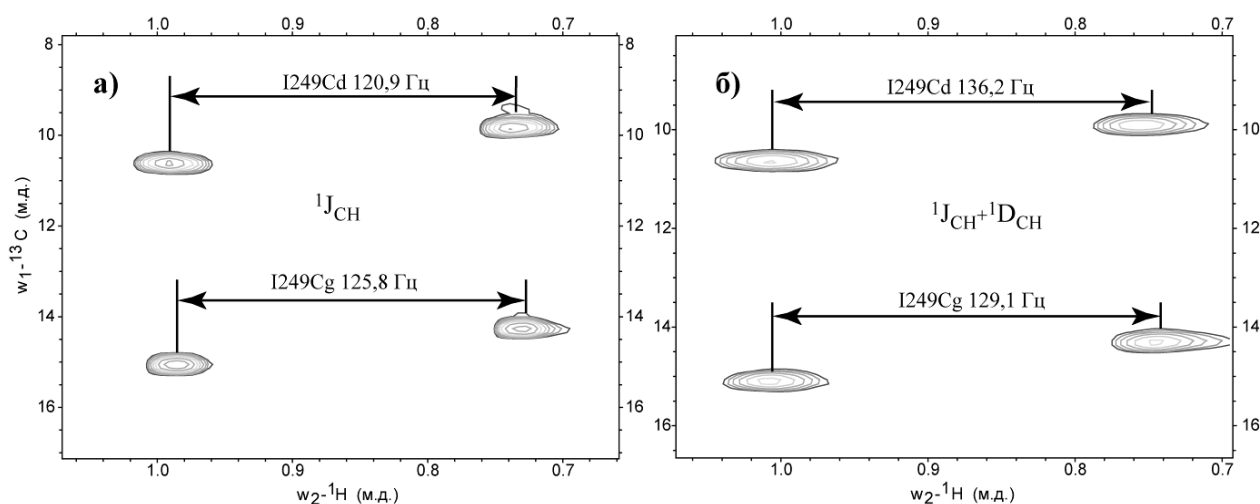 1.0 0.9 0.8 0.7
а)
I249Cd 120,9 Гц
¹J_CH
I249Cg 125,8 Гц
8 10 12 14 16
8 10 12 14 16
w₁-¹³C (м.д.)
1.0 0.9 0.8 0.7
w₂-¹H (м.д.)
1.0 0.9 0.8 0.7
б)
I249Cd 136,2 Гц
¹J_CH+¹D_CH
I249Cg 129,1 Гц
10 12 14 16
1.0 0.9 0.8 0.7
w₂-¹H (м.д.)